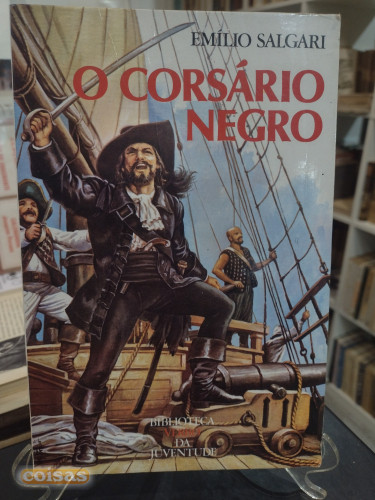 EMÍLIO SALGARI
O CORSÁRIO
NEGRO
BIBLIOTECA
DA
JUVENTUDE
coisas